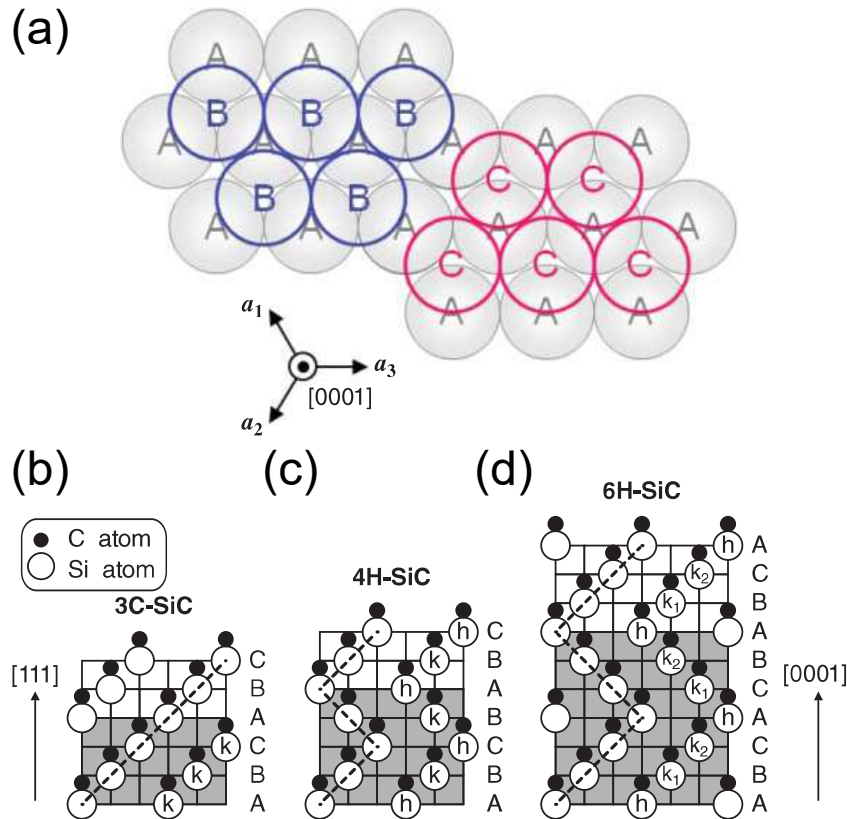 (a)
A A A
B B B
A A A A A A
C C
B B
A A A A A A
C C C
A A A
a₁
a₃
[0001]
a₂
(b)
C atom
Si atom
3C-SiC
[111]
C
B
A
k C
k B
k A
(c)
4H-SiC
h C
k B
h A
k B
h C
k B
h A
(d)
6H-SiC
h A
k₂ C
k₁ B
h A
k₂ B
k₁ C
h A
k₂ C
k₁ B
h A
[0001]